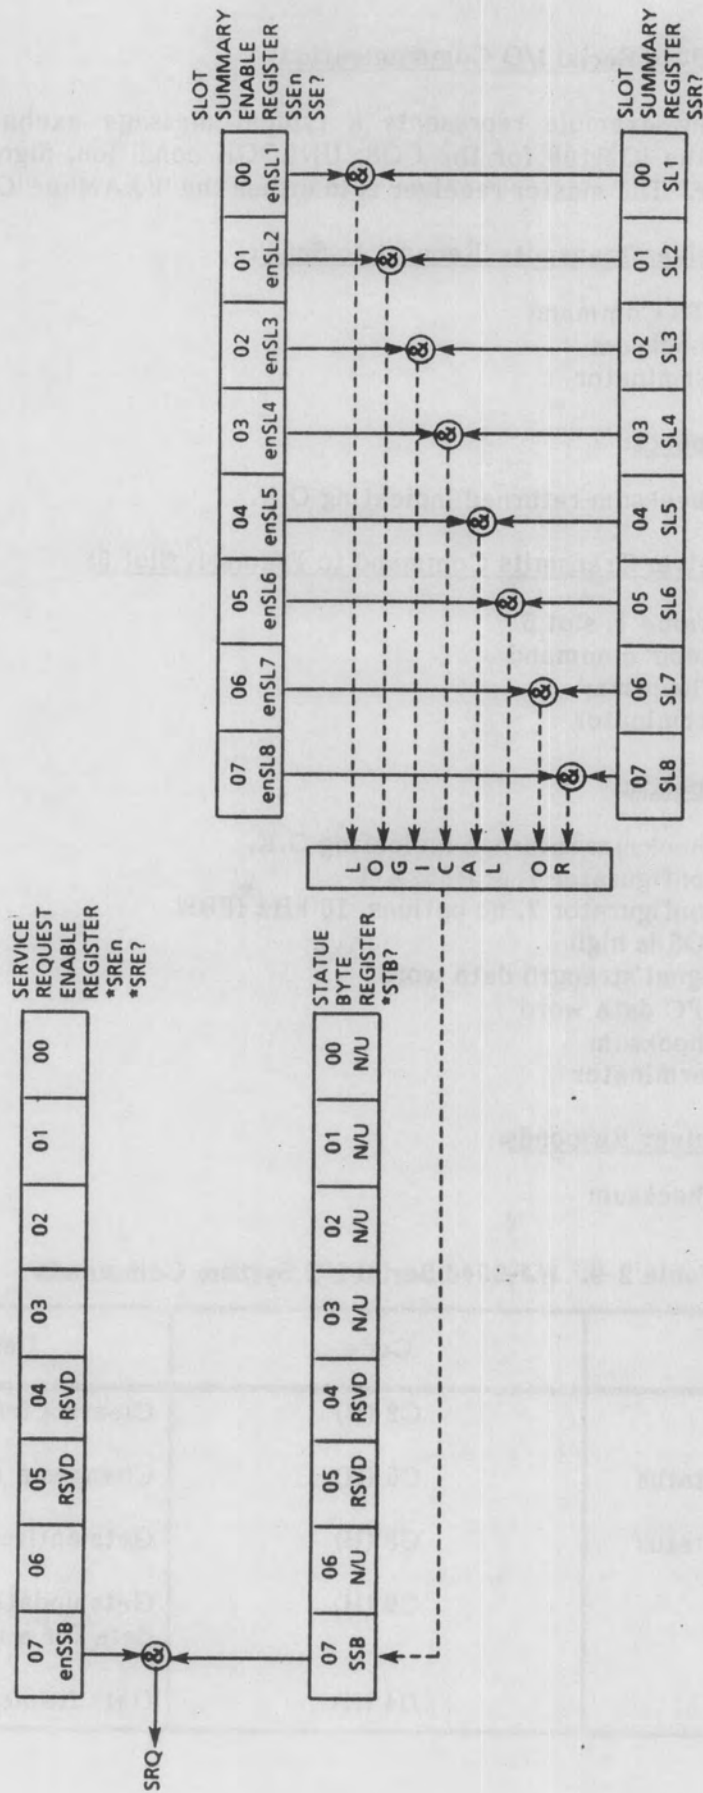 SRQ
07 06 05 04 03 02 01 00
enSSB RSVD RSVD
SERVICE
REQUEST
ENABLE
REGISTER
*SREn
*SRE?
&
07 06 05 04 03 02 01 00
SSB N/U RSVD RSVD N/U N/U N/U N/U
STATUE
BYTE
REGISTER
*STIB?
07 06 05 04 03 02 01 00
enSL8 enSL7 enSL6 enSL5 enSL4 enSL3 enSL2 enSL1
SLOT
SUMMARY
ENABLE
REGISTER
SSEn
SSE?
LOGICAL OR
&
&
&
&
&
&
&
&
07 06 05 04 03 02 01 00
SL8 SL7 SL6 SL5 SL4 SL3 SL2 SL1
SLOT
SUMMARY
REGISTER
SSR?